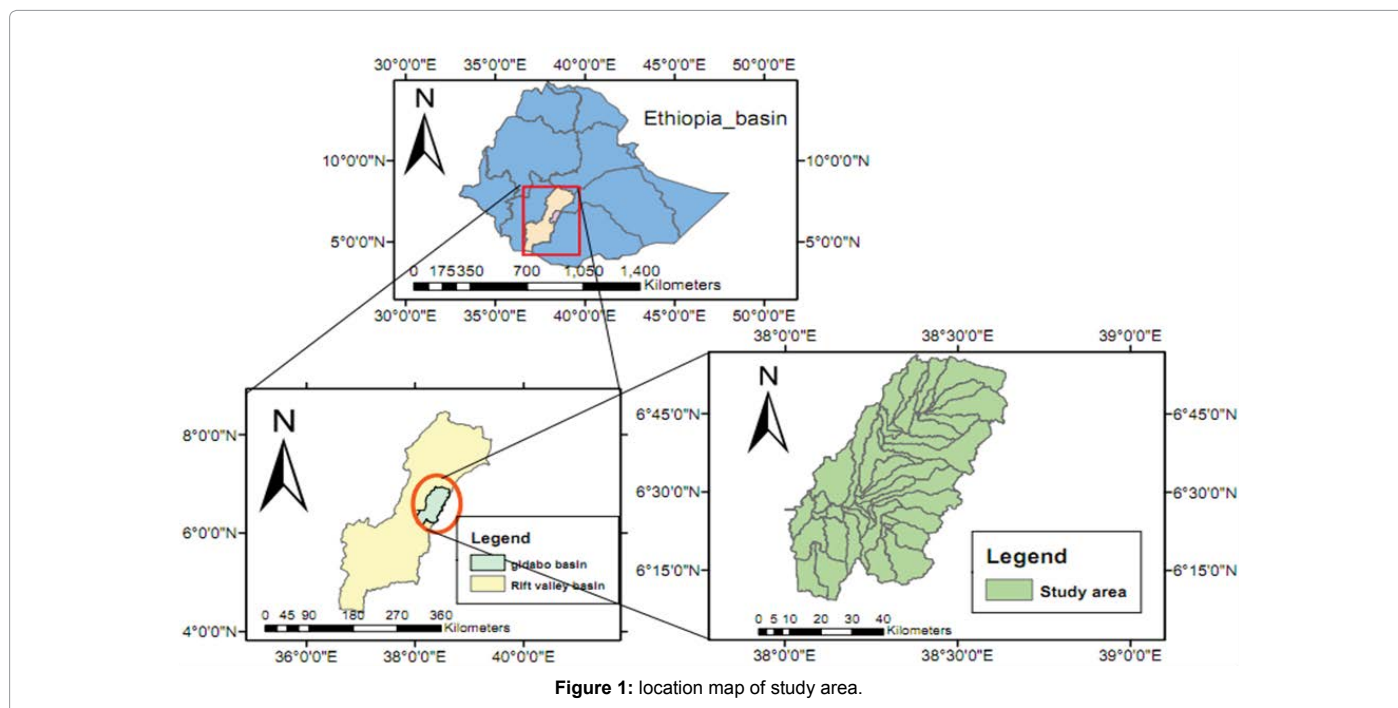 30°0'0"E 35°0'0"E 40°0'0"E 45°0'0"E 50°0'0"E
N
Ethiopia_basin
10°0'0"N 10°0'0"N
5°0'0"N 5°0'0"N
0 175 350 700 1,050 1,400
Kilometers
30°0'0"E 35°0'0"E 40°0'0"E 45°0'0"E 50°0'0"E
N
8°0'0"N
6°0'0"N
4°0'0"N
Legend
gidabo basin
Rift valley basin
0 45 90 180 270 360
Kilometers
36°0'0"E 38°0'0"E 40°0'0"E
38°0'0"E 38°30'0"E 39°0'0"E
N
6°45'0"N 6°45'0"N
6°30'0"N 6°30'0"N
6°15'0"N 6°15'0"N
Legend
Study area
0 5 10 20 30 40
Kilometers
38°0'0"E 38°30'0"E 39°0'0"E
Figure 1: location map of study area.